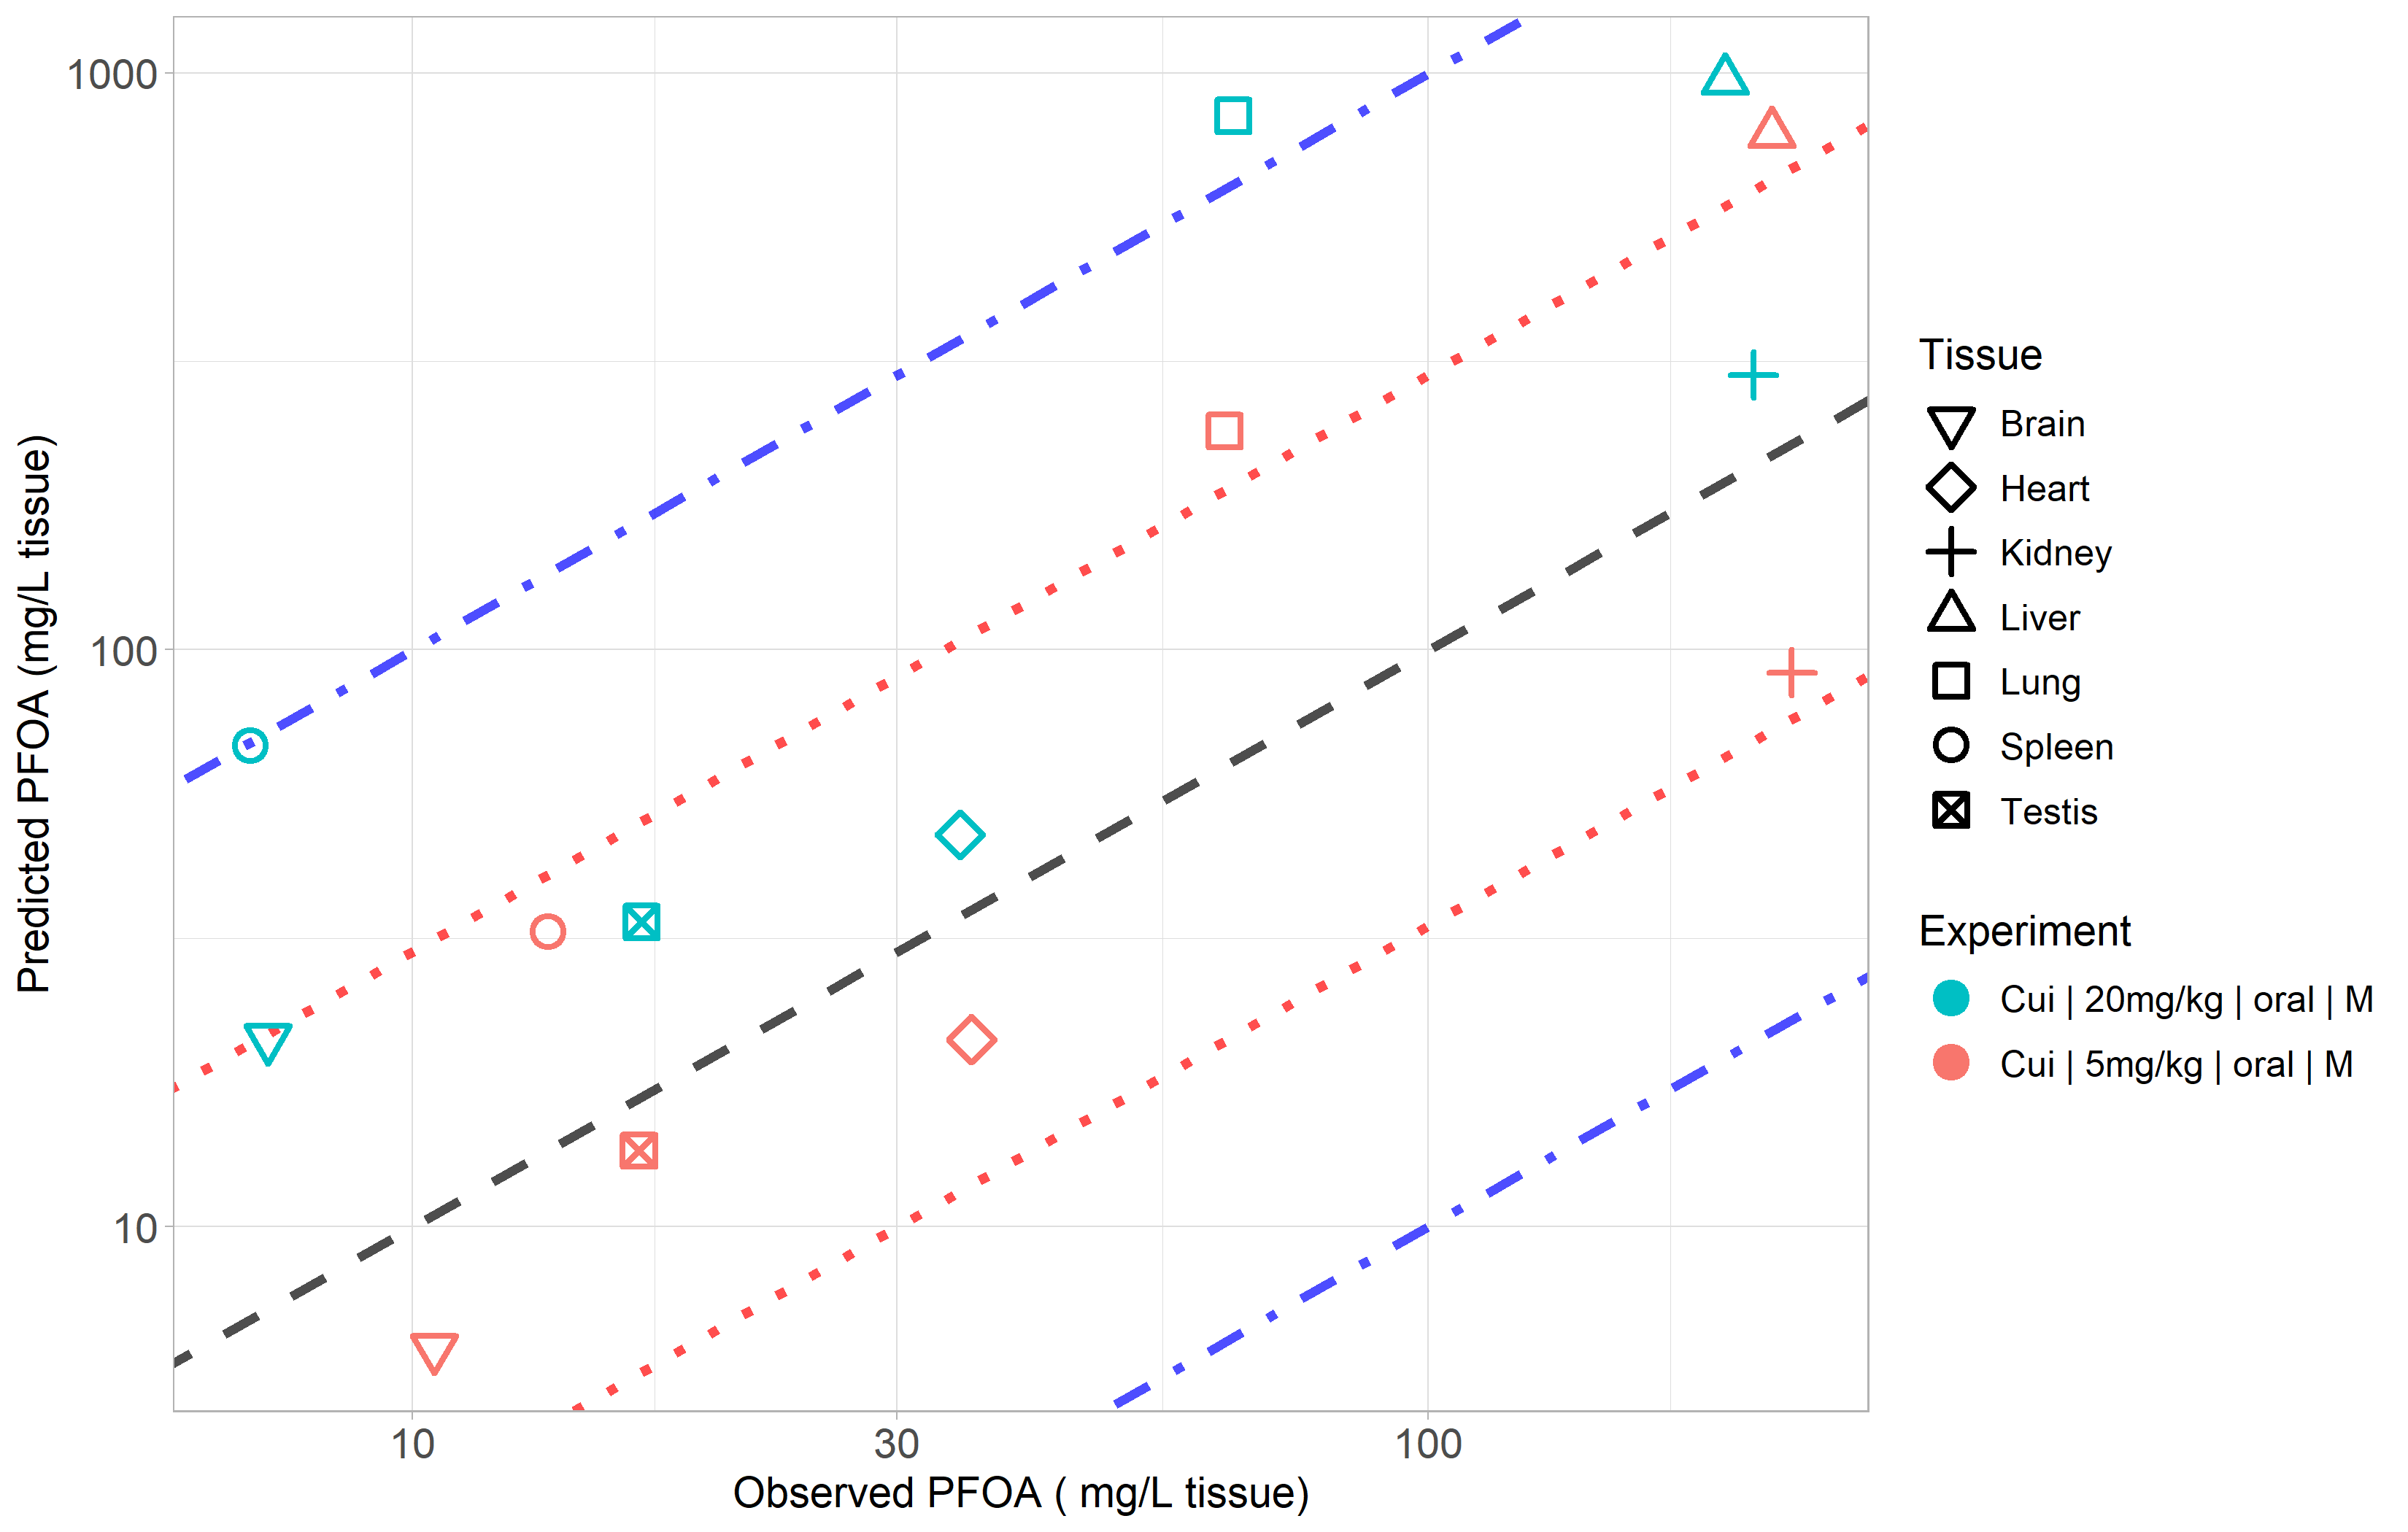 1000
100
10
Predicted PFOA (mg/L tissue)
10
30
100
Observed PFOA ( mg/L tissue)
Tissue
Brain
Heart
Kidney
Liver
Lung
Spleen
Testis
Experiment
Cui | 20mg/kg | oral | M
Cui | 5mg/kg | oral | M